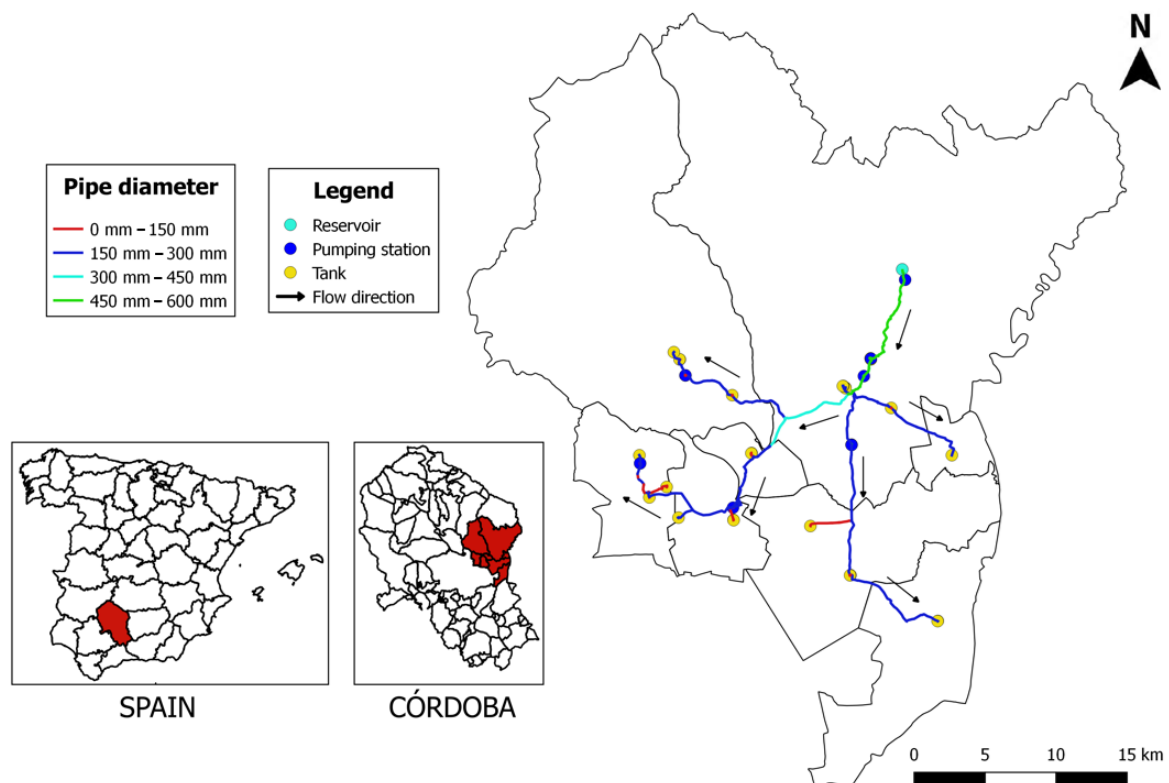 N
Pipe diameter
0 mm – 150 mm
150 mm – 300 mm
300 mm – 450 mm
450 mm – 600 mm
Legend
Reservoir
Pumping station
Tank
Flow direction
SPAIN
CÓRDOBA
0 5 10 15 km